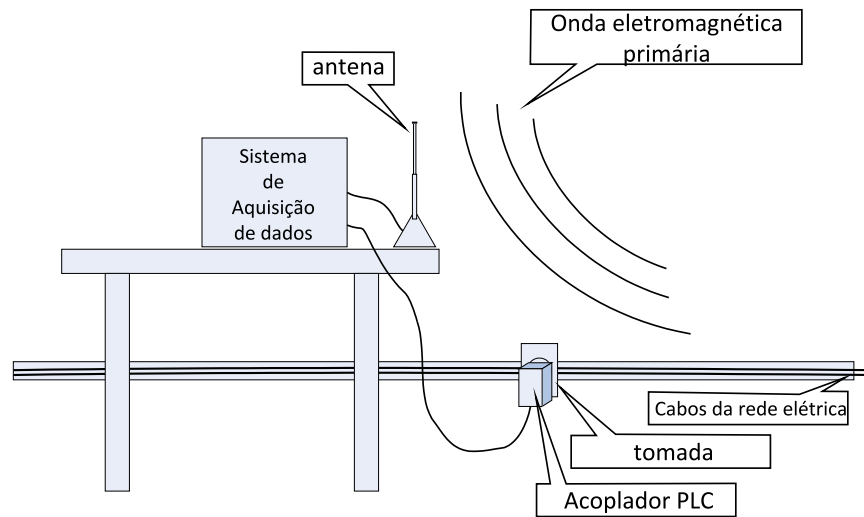 Onda eletromagnética
primária
antena
Sistema
de
Aquisição
de dados
Cabos da rede elétrica
tomada
Acoplador PLC